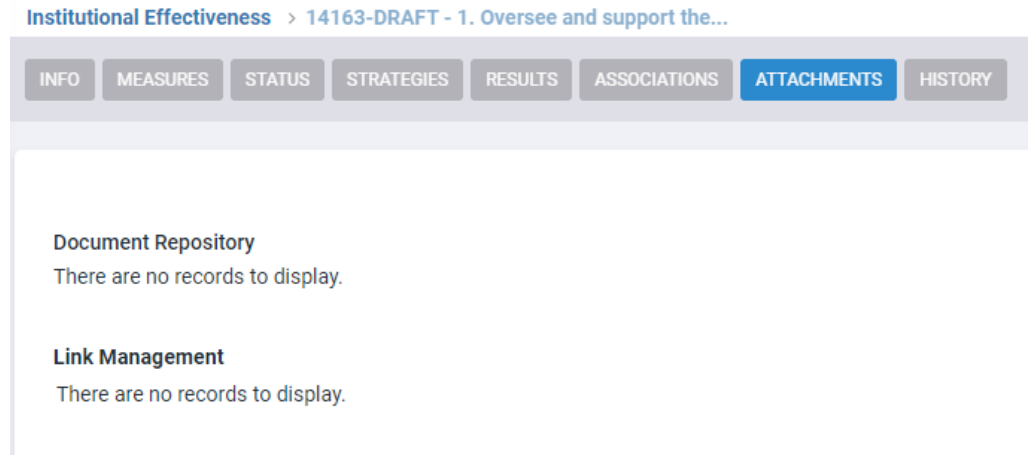 Institutional Effectiveness > 14163-DRAFT - 1. Oversee and support the...
INFO MEASURES STATUS STRATEGIES RESULTS ASSOCIATIONS ATTACHMENTS HISTORY
Document Repository
There are no records to display.
Link Management
There are no records to display.